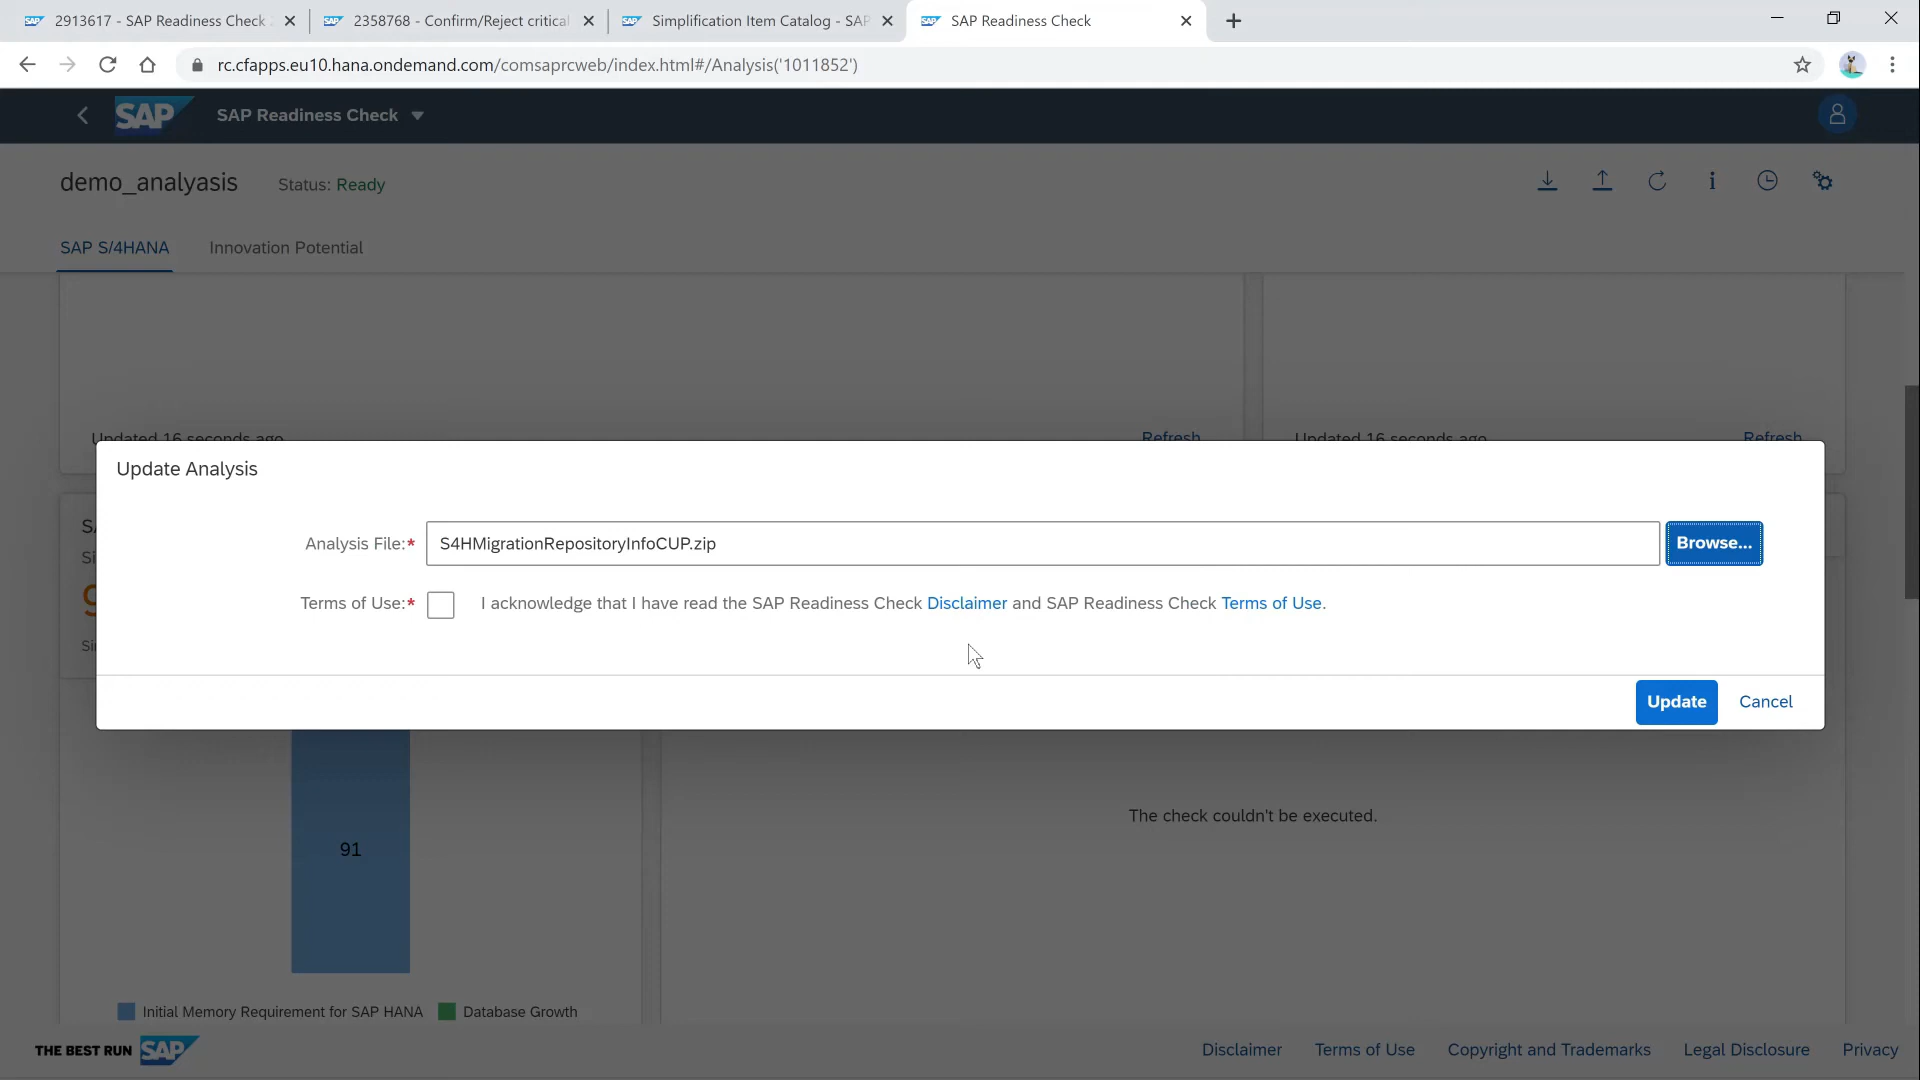 2913617 - SAP Readiness Check
2358768 - Confirm/Reject critical
Simplification Item Catalog - SAP
SAP Readiness Check
rc.cfapps.eu10.hana.ondemand.com/comsaprcweb/index.html#/Analysis('1011852')
SAP
SAP Readiness Check
demo_analyasis
Status: Ready
SAP S/4HANA
Innovation Potential
Updated 16 seconds ago
Refresh
Updated 16 seconds ago
Refresh
Update Analysis
Analysis File:*
S4HMigrationRepositoryInfoCUP.zip
Browse...
Terms of Use:*
I acknowledge that I have read the SAP Readiness Check Disclaimer and SAP Readiness Check Terms of Use.
Update
Cancel
91
The check couldn't be executed.
Initial Memory Requirement for SAP HANA
Database Growth
THE BEST RUN SAP
Disclaimer
Terms of Use
Copyright and Trademarks
Legal Disclosure
Privacy